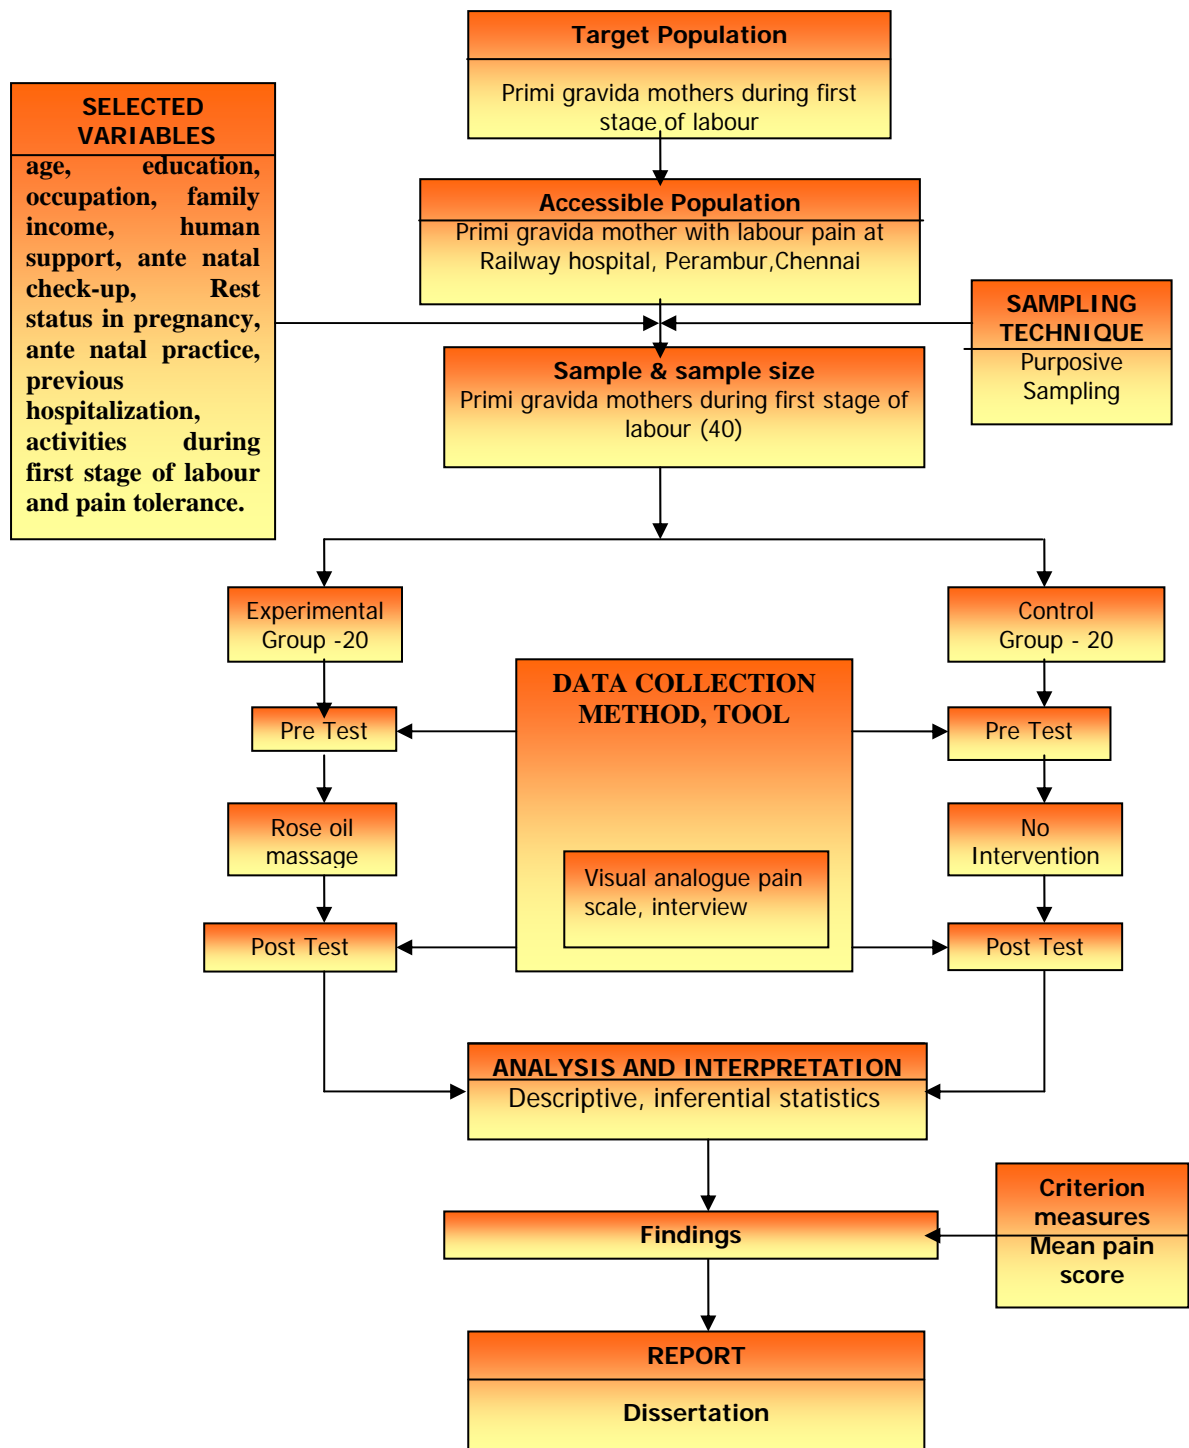 Target Population
Primi gravida mothers during first
stage of labour
SELECTED
VARIABLES
age, education,
occupation, family
income, human
support, ante natal
check-up, Rest
status in pregnancy,
ante natal practice,
previous
hospitalization,
activities during
first stage of labour
and pain tolerance.
Accessible Population
Primi gravida mother with labour pain at
Railway hospital, Perambur,Chennai
SAMPLING
TECHNIQUE
Purposive
Sampling
Sample & sample size
Primi gravida mothers during first stage of
labour (40)
Experimental
Group -20
Control
Group - 20
DATA COLLECTION
METHOD, TOOL
Pre Test
Pre Test
Rose oil
massage
No
Intervention
Visual analogue pain
scale, interview
Post Test
Post Test
ANALYSIS AND INTERPRETATION
Descriptive, inferential statistics
Criterion
measures
Mean pain
score
Findings
REPORT
Dissertation